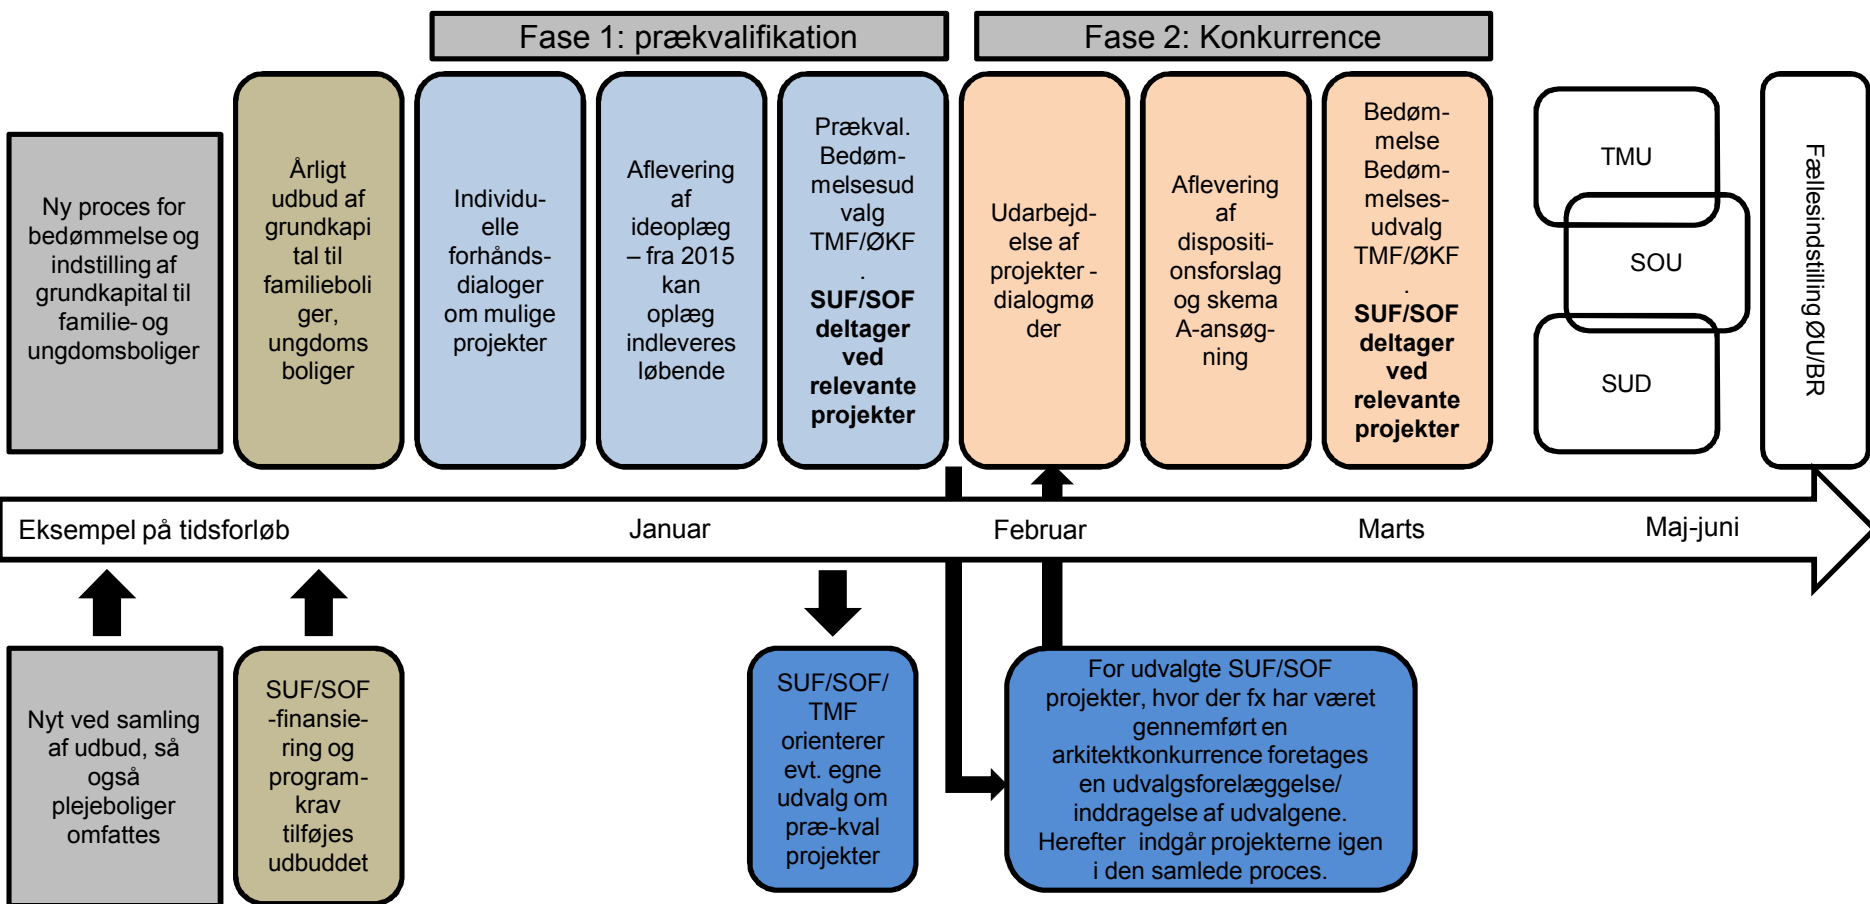 Fase 1: prækvalifikation
Fase 2: Konkurrence
Ny proces for
bedømmelse og
indstilling af
grundkapital til
familie- og
ungdomsboliger
Årligt
udbud af
grundkapi
tal til
familieboli
ger,
ungdoms
boliger
Individu-
elle
forhånds-
dialoger
om mulige
projekter
Aflevering
af
ideoplæg
– fra 2015
kan
oplæg
indleveres
løbende
Prækval.
Bedøm-
melsesud
valg
TMF/ØKF
.
SUF/SOF
deltager
ved
relevante
projekter
Udarbejd-
else af
projekter -
dialogmø
der
Aflevering
af
dispositi-
onsforslag
og skema
A-ansøg-
ning
Bedøm-
melse
Bedøm-
melses-
udvalg
TMF/ØKF
.
SUF/SOF
deltager
ved
relevante
projekter
TMU
SOU
SUD
Fællesindstilling ØU/BR
Eksempel på tidsforløb
Januar
Februar
Marts
Maj-juni
Nyt ved samling
af udbud, så
også
plejeboliger
omfattes
SUF/SOF
-finansie-
ring og
program-
krav
tilføjes
udbuddet
SUF/SOF/
TMF
orienterer
evt. egne
udvalg om
præ-kval
projekter
For udvalgte SUF/SOF
projekter, hvor der fx har været
gennemført en
arkitektkonkurrence foretages
en udvalgsforelæggelse/
inddragelse af udvalgene.
Herefter indgår projekterne igen
i den samlede proces.